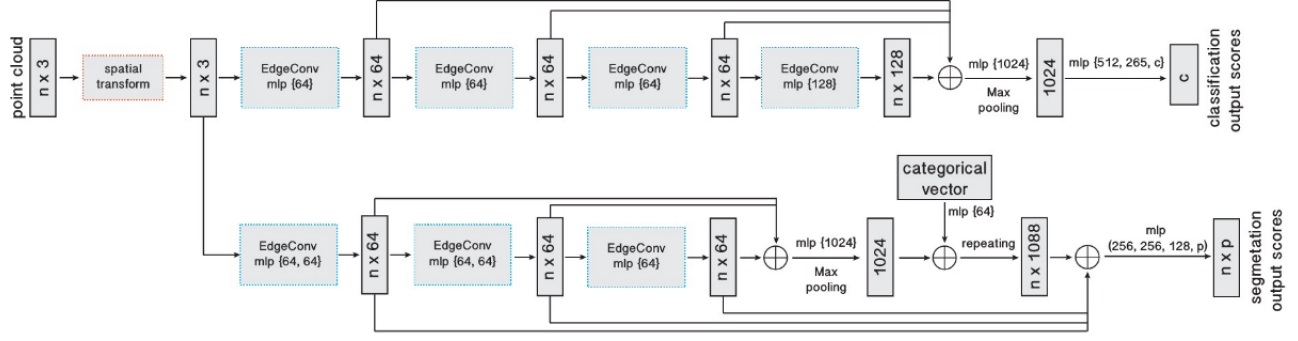 point cloud
n x 3
spatial
transform
n x 3
EdgeConv
mlp {64}
n x 64
EdgeConv
mlp {64}
n x 64
EdgeConv
mlp {64}
n x 64
EdgeConv
mlp {128}
n x 128
mlp {1024}
Max
pooling
1024
mlp {512, 265, c}
c
classification
output scores
EdgeConv
mlp {64, 64}
n x 64
EdgeConv
mlp {64, 64}
n x 64
EdgeConv
mlp {64}
n x 64
mlp {1024}
Max
pooling
1024
categorical
vector
mlp {64}
repeating
n x 1088
mlp
(256, 256, 128, p}
n x p
segmetation
output scores